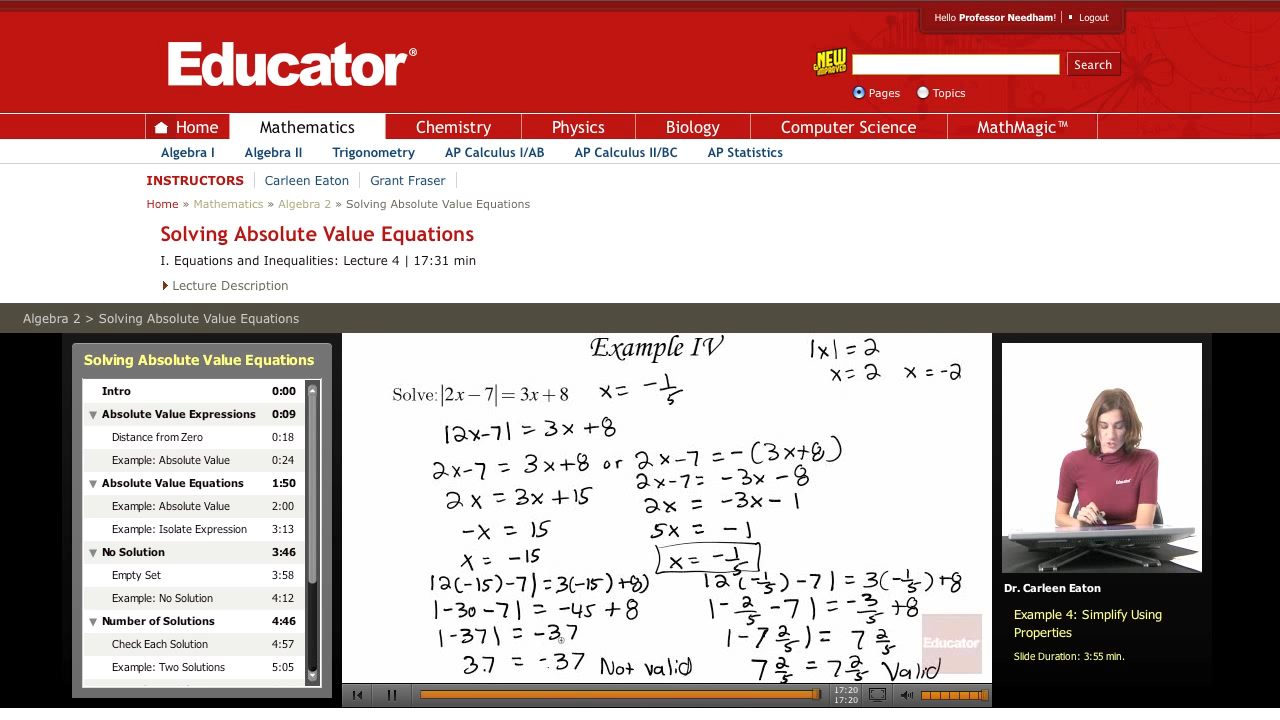 Hello Professor Needham! Logout
Educator®
NEW & IMPROVED
Search
Pages Topics
Home Mathematics Chemistry Physics Biology Computer Science MathMagic™
Algebra I Algebra II Trigonometry AP Calculus I/AB AP Calculus II/BC AP Statistics
INSTRUCTORS Carleen Eaton Grant Fraser
Home » Mathematics » Algebra 2 » Solving Absolute Value Equations
Solving Absolute Value Equations
I. Equations and Inequalities: Lecture 4 | 17:31 min
Lecture Description
Algebra 2 > Solving Absolute Value Equations
Solving Absolute Value Equations
Intro 0:00
Absolute Value Expressions 0:09
Distance from Zero 0:18
Example: Absolute Value 0:24
Absolute Value Equations 1:50
Example: Absolute Value 2:00
Example: Isolate Expression 3:13
No Solution 3:46
Empty Set 3:58
Example: No Solution 4:12
Number of Solutions 4:46
Check Each Solution 4:57
Example: Two Solutions 5:05
Example IV
|x| = 2
x = 2 x = -2
Solve: |2x − 7| = 3x + 8 x = -1/5
|2x-7| = 3x+8
2x-7 = 3x+8 or 2x-7 = -(3x+8)
2x-7 = -3x-8
2x = 3x+15 2x = -3x-1
-x = 15 5x = -1
x = -15 x = -1/5
|2(-15)-7| = 3(-15)+8) |2(-1/5)-7| = 3(-1/5)+8
|-30-7| = -45+8 |-2/5-7| = -3/5+8
|-37| = -37 |-7 2/5| = 7 2/5
37 = -37 Not valid 7 2/5 = 7 2/5 Valid
Educator
17:20
17:20
Educator
Dr. Carleen Eaton
Example 4: Simplify Using
Properties
Slide Duration: 3:55 min.